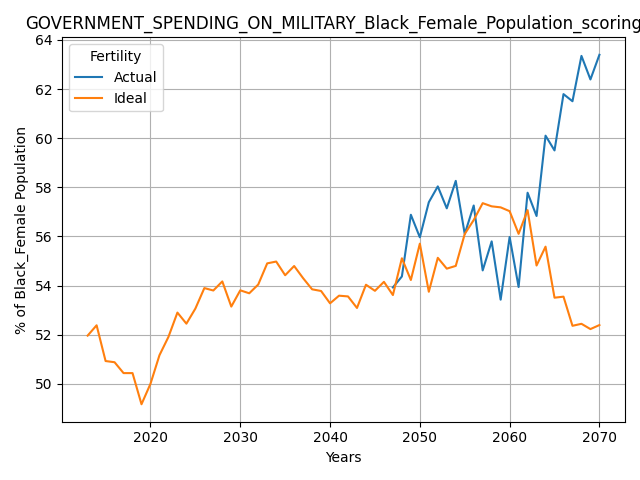 GOVERNMENT_SPENDING_ON_MILITARY_Black_Female_Population_scoring
Fertility
Actual
Ideal
% of Black_Female Population
64
62
60
58
56
54
52
50
2020 2030 2040 2050 2060 2070
Years